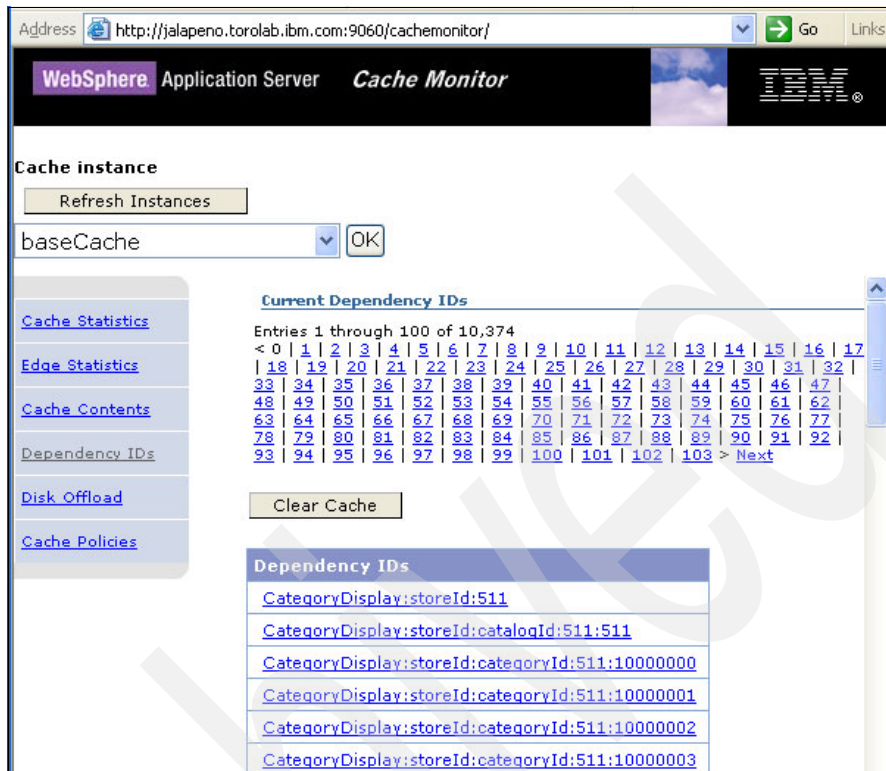 Address http://jalapeno.torolab.ibm.com:9060/cachemonitor/ Go Links
WebSphere. Application Server Cache Monitor IBM®
Cache instance
Refresh Instances
baseCache OK
Cache Statistics
Edge Statistics
Cache Contents
Dependency IDs
Disk Offload
Cache Policies
Current Dependency IDs
Entries 1 through 100 of 10,374
< 0 | 1 | 2 | 3 | 4 | 5 | 6 | 7 | 8 | 9 | 10 | 11 | 12 | 13 | 14 | 15 | 16 | 17
| 18 | 19 | 20 | 21 | 22 | 23 | 24 | 25 | 26 | 27 | 28 | 29 | 30 | 31 | 32 |
33 | 34 | 35 | 36 | 37 | 38 | 39 | 40 | 41 | 42 | 43 | 44 | 45 | 46 | 47 |
48 | 49 | 50 | 51 | 52 | 53 | 54 | 55 | 56 | 57 | 58 | 59 | 60 | 61 | 62 |
63 | 64 | 65 | 66 | 67 | 68 | 69 | 70 | 71 | 72 | 73 | 74 | 75 | 76 | 77 |
78 | 79 | 80 | 81 | 82 | 83 | 84 | 85 | 86 | 87 | 88 | 89 | 90 | 91 | 92 |
93 | 94 | 95 | 96 | 97 | 98 | 99 | 100 | 101 | 102 | 103 > Next
Clear Cache
Dependency IDs
CategoryDisplay:storeId:511
CategoryDisplay:storeId:catalogId:511:511
CategoryDisplay:storeId:categoryId:511:10000000
CategoryDisplay:storeId:categoryId:511:10000001
CategoryDisplay:storeId:categoryId:511:10000002
CategoryDisplay:storeId:categoryId:511:10000003